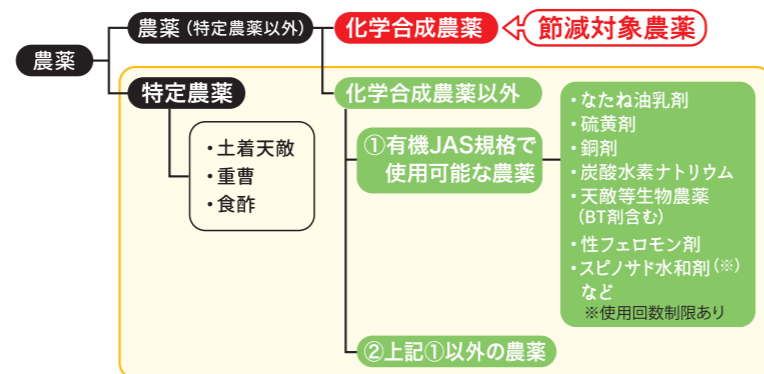 農薬
農薬（特定農薬以外）
化学合成農薬
節減対象農薬
特定農薬
・土着天敵
・重曹
・食酢
化学合成農薬以外
①有機JAS規格で
使用可能な農薬
・なたね油乳剤
・硫黄剤
・銅剤
・炭酸水素ナトリウム
・天敵等生物農薬
（BT剤含む）
・性フェロモン剤
・スピノサド水和剤（※）
など
※使用回数制限あり
②上記①以外の農薬